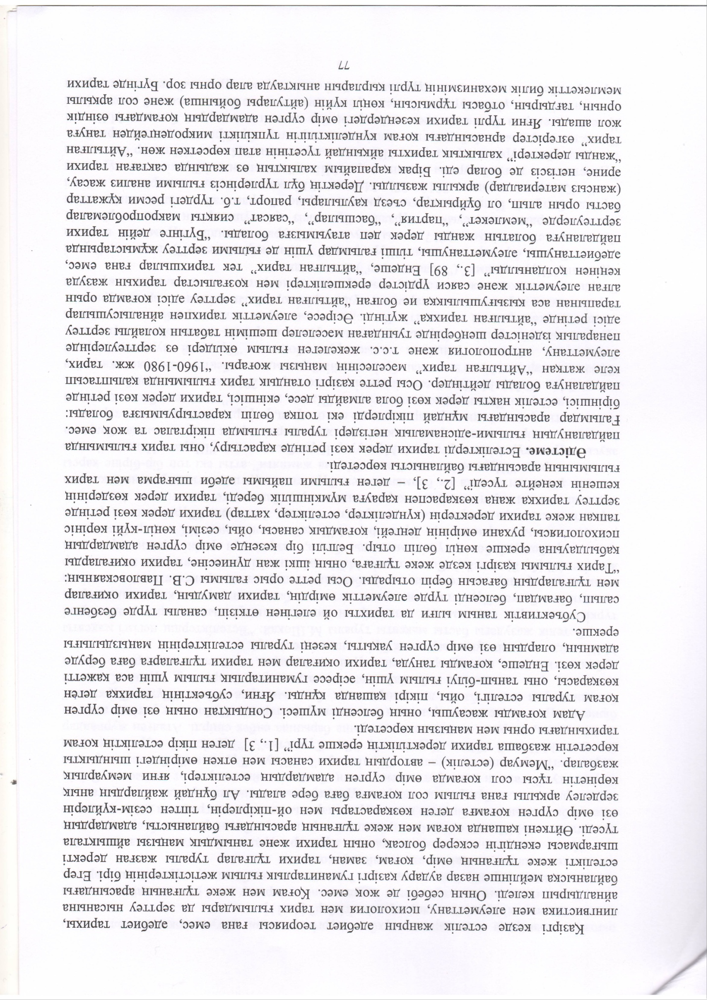 Қазіргі кезде естелік жанрын әдебиет теориясы ғана емес, әдебиет тарихы,
лингвистика мен әлеуметтану, психология мен тарих ғылымдары да зерттеу нысанына
айналдырып келеді. Оның себебі де жоқ емес. Қоғам мен жеке тұлғаның арасындағы
байланысқа мейлінше назар аудару қазіргі гуманитарлық ғылым жетістіктерінің бірі. Егер
естелікті жеке тұлғаның өмір, қоғам, заман, тарихи тұлғалар туралы жазған деректі
шығармасы екендігін ескерер болсақ, оның тарихи және танымдық маңызы айшықтала
түседі. Өйткені қашанда қоғам мен жеке тұлғаның арасындағы байланысты, адамдардың
өзі өмір сүрген қоғамға деген көзқарастары мен ой-пікірлерін, тіптен сезім-күйлерін
зерделеу арқылы ғана ғылым сол қоғамға баға бере алады. Ал бұндай жайлардың анық
көрінетін тұсы сол қоғамда өмір сүрген адамдардың естеліктері, яғни мемуарлық
жазбалар. “Мемуар (естелік) – автордың тарихи санасы мен өткен өміріндегі шындықты
көрсететін жазбаша тарихи деректіліктің ерекше түрі” [1., 3] деген пікір естеліктің қоғам
тарихындағы орны мен маңызын көрсетеді.
Адам қоғамды жасаушы, оның белсенді мүшесі. Сондықтан оның өзі өмір сүрген
қоғам туралы естелігі, ойы, пікірі қашанда құнды. Яғни, субъектінің тарихқа деген
көзқарасы, оны танып-білуі ғылым үшін, әсіресе гуманитарлық ғылым үшін аса қажетті
дерек көзі. Ендеше, қоғамды тануда, тарихи оқиғалар мен тарихи тұлғаларға баға беруде
адамның, олардың өзі өмір сүрген уақыты, кезеңі туралы естеліктерінің маңыздылығы
ерекше.
Субъективтік таным ылғи да тарихты ой елегінен өткізіп, саналы түрде безбенге
салып, бағамдап, белсенді түрде әлеуметтік өмірдің, тарихи дамудың, тарихи оқиғалар
мен тұлғалардың бағасын беріп отырады. Осы ретте орыс ғалымы С.В. Павловскаяның:
“Тарих ғылымы қазіргі кезде жеке тұлғаға, оның ішкі жан дүниесіне, тарихи оқиғаларды
қабылдауына ерекше көңіл бөліп отыр. Белгілі бір кезеңде өмір сүрген адамдардың
психологиясы, рухани өмірінің деңгейі, қоғамдық санасы, ойы, сезімі, көңіл-күйі көрініс
тапқан жеке тарихи деректерін (күнделіктер, естеліктер, хаттар) тарихи дерек көзі ретінде
зерттеу тарихқа жаңа көзқараспен қарауға мүмкіншілік береді, тарихи дерек көздерінің
кешенін кеңейте түседі” [2., 3], – деген ғылыми пайымы әдеби шығарма мен тарих
ғылымының арасындағы байланысты көрсетеді.
Әдістеме. Естеліктерді тарихи дерек көзі ретінде қарастыру, оны тарих ғылымында
пайдаланудың ғылыми-әдіснамалық негіздері туралы ғылымда пікірталас та жоқ емес.
Ғалымдар арасындағы мұндай пікірлерді екі топқа бөліп қарастыруымызға болады:
біріншісі, естелік нақты дерек көзі бола алмайды десе, екіншісі, тарихи дерек көзі ретінде
пайдалануға болады дейтіндер. Осы ретте қазіргі отандық тарих ғылымында қалыптасып
келе жатқан “Айтылған тарих” мәселесінің маңызы жоғары. “1960-1980 жж. тарих,
әлеуметтану, антропология және т.с.с. жекелеген ғылым өкілдері өз зерттеулерінде
пәнаралық ізденістер шеңберінде туындаған мәселелер шешімін табатын қолайлы зерттеу
әдісі ретінде “айтылған тарихқа” жүгінді. Әсіресе, әлеуметтік тарихпен айналысушылар
тарапынан аса қызығушылыққа ие болған “айтылған тарих” зерттеу әдісі қоғамда орын
алған әлеуметтік және саяси үрдістер ерекшеліктері мен қозғалыстар тарихын жазуда
кеңінен қолданылды” [3., 89] Ендеше, “айтылған тарих” тек тарихшылар ғана емес,
әдебиеттанушы, әлеуметтанушы, тілші ғалымдар үшін де ғылыми зерттеу жұмыстарында
пайдалануға болатын жанды дерек деп атауымызға болады. “Бүгінге дейін тарихи
зерттеулерде “мемлекет”, “партия”, “басшылар”, “саясат” сияқты макропроблемалар
басты орын алып, ол бұйрықтар, съезд қаулылары, рапорт, т.б. түрдегі ресми құжаттар
(жансыз материалдар) арқылы жазылды. Деректің бұл түрлерінсіз ғылыми анализ жасау,
әрине, негізсіз де болар еді. Бірақ қарапайым халықтың өз жадында сақтаған тарихи
“жанды деректері” халықтық тарихты айқындай түсетінін атап көрсеткен жөн. “Айтылған
тарих” өзгерістер арнасындағы қоғам күнделіктілігін түпкілікті микродеңгейден тануға
жол ашады. Яғни түрлі тарихи кезеңдердегі өмір сүрген адамдардың қоғамдағы өзіндік
орнын, тағдырын, отбасы тұрмысын, көңіл күйін (айтулары бойынша) және сол арқылы
мемлекеттік билік механизмінің түрлі қырларын анықтауда алар орны зор. Бүгінде тарихи
77